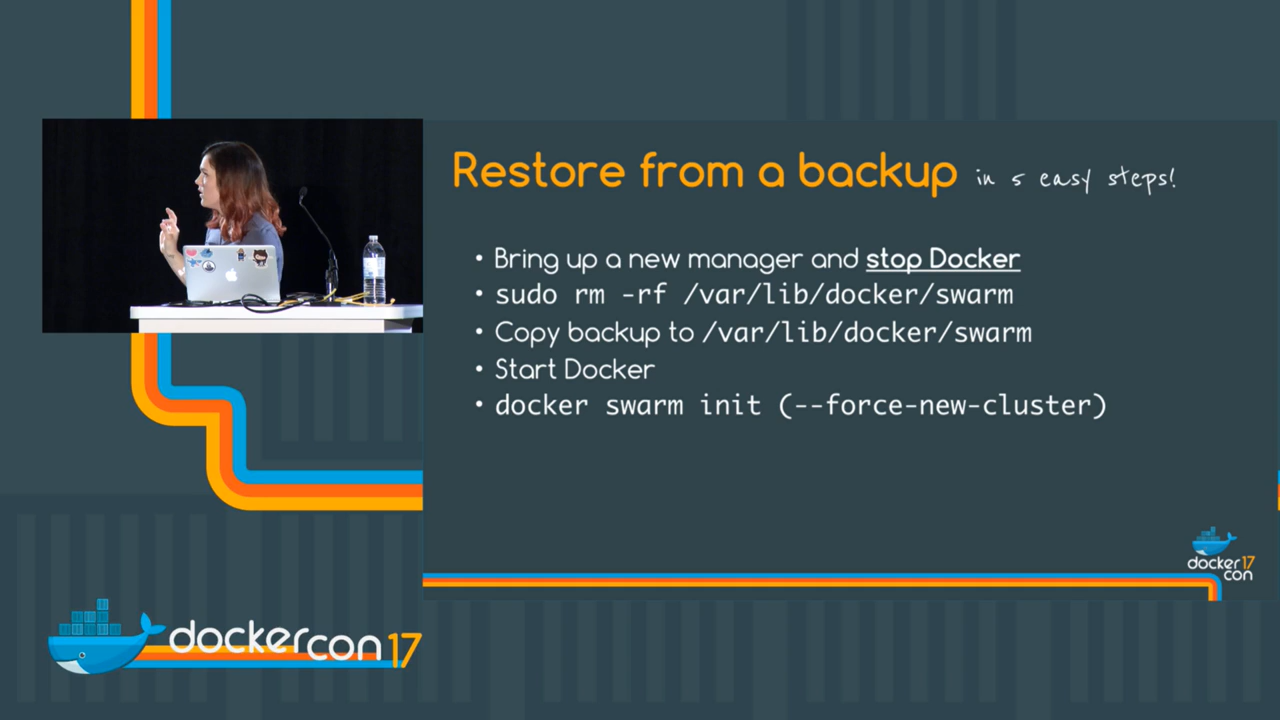 Restore from a backup in 5 easy steps!
• Bring up a new manager and stop Docker
• sudo rm -rf /var/lib/docker/swarm
• Copy backup to /var/lib/docker/swarm
• Start Docker
• docker swarm init (--force-new-cluster)
docker 17
con
dockercon 17